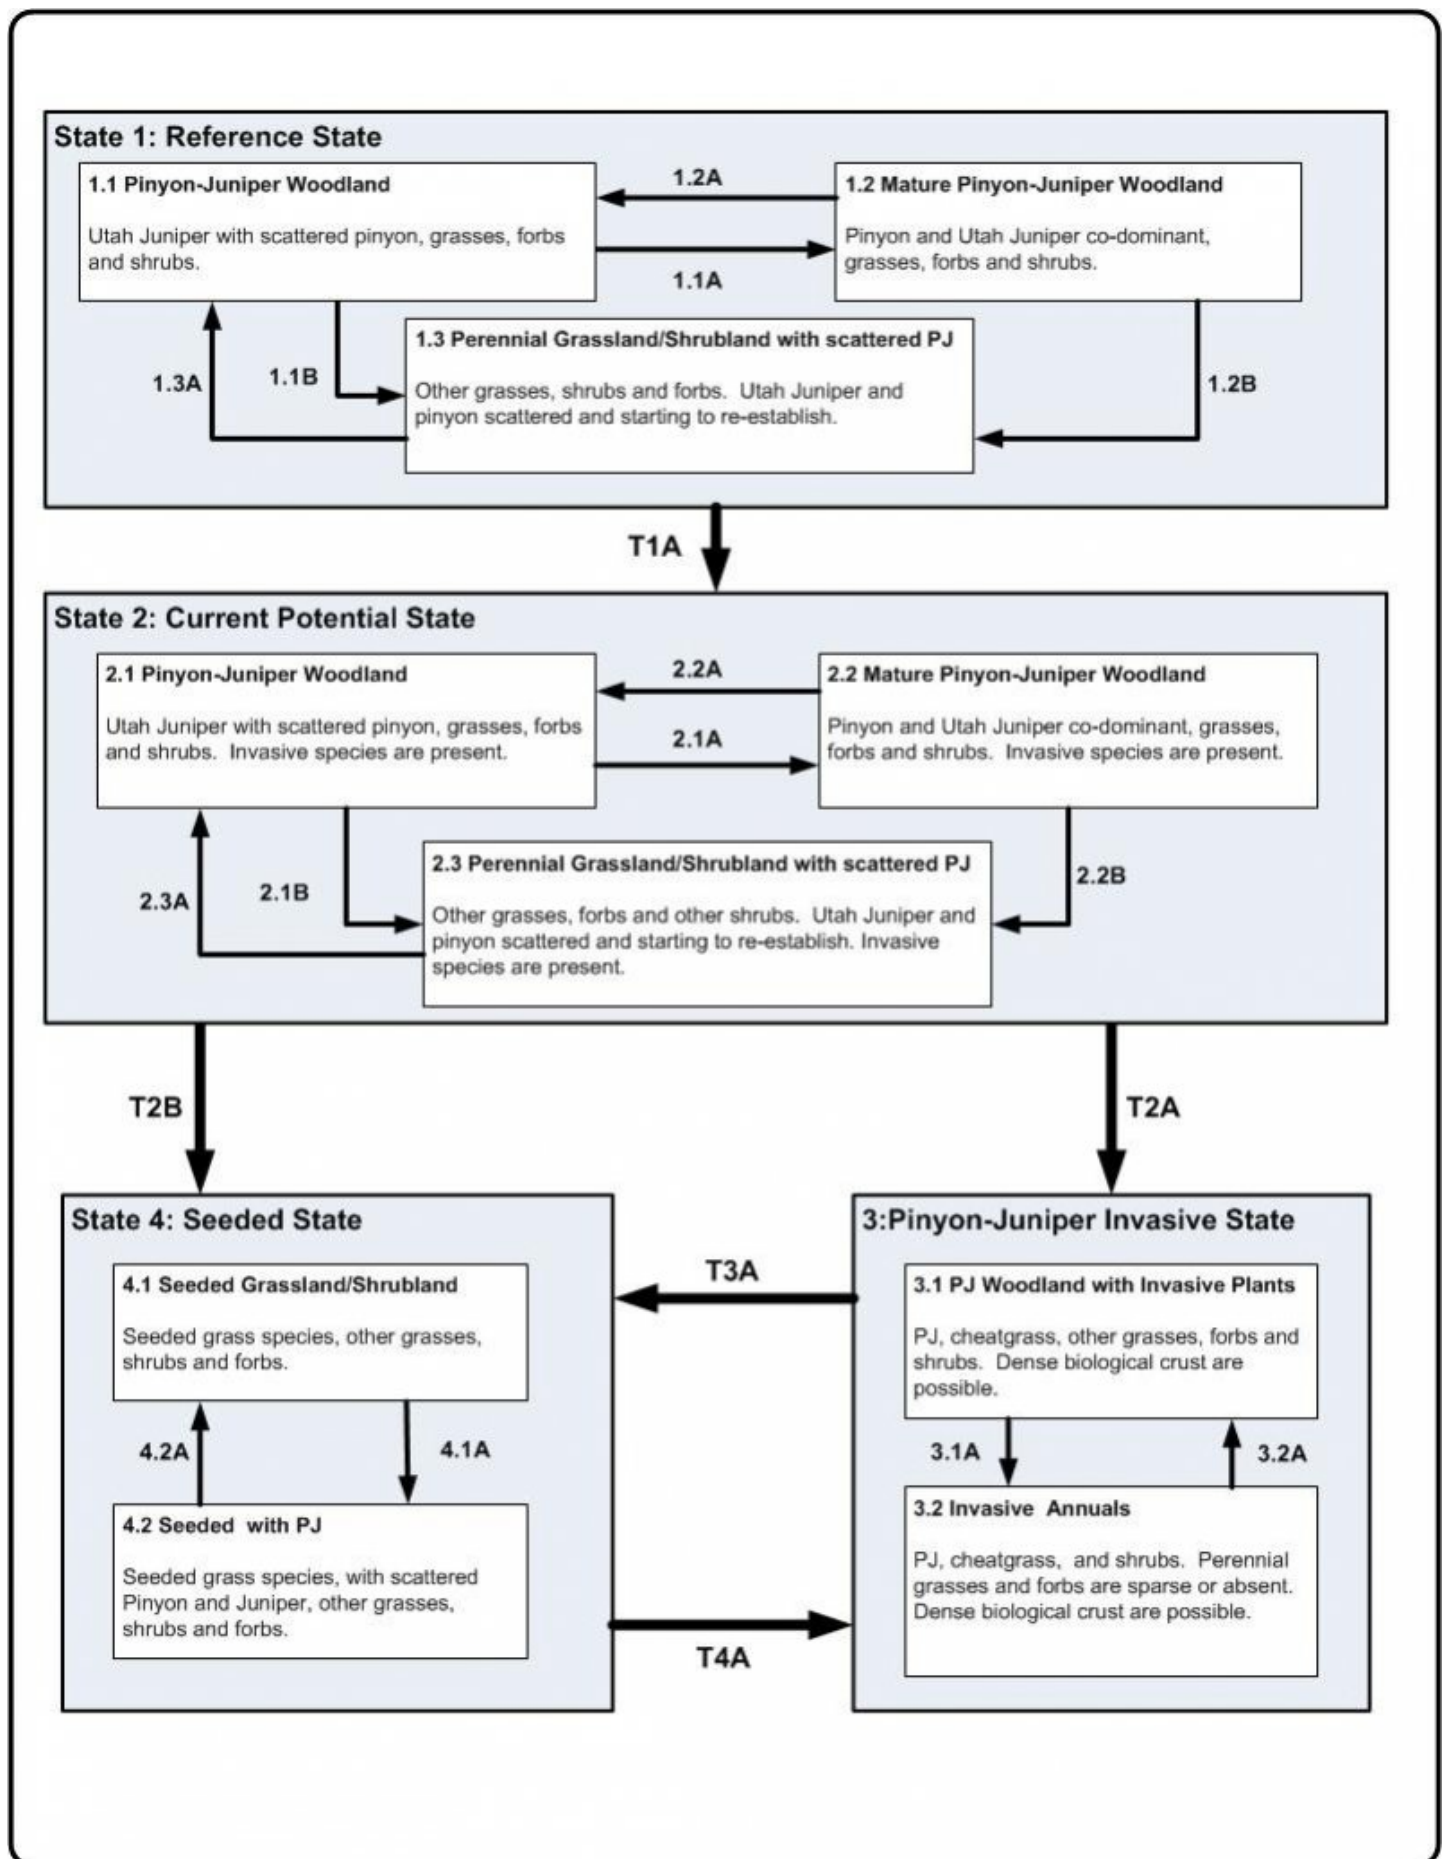 State 1: Reference State
1.1 Pinyon-Juniper Woodland
Utah Juniper with scattered pinyon, grasses, forbs
and shrubs.
1.2A
1.1A
1.2 Mature Pinyon-Juniper Woodland
Pinyon and Utah Juniper co-dominant,
grasses, forbs and shrubs.
1.3A
1.1B
1.3 Perennial Grassland/Shrubland with scattered PJ
Other grasses, shrubs and forbs.  Utah Juniper and
pinyon scattered and starting to re-establish.
1.2B
T1A
State 2: Current Potential State
2.1 Pinyon-Juniper Woodland
Utah Juniper with scattered pinyon, grasses, forbs
and shrubs.  Invasive species are present.
2.2A
2.1A
2.2 Mature Pinyon-Juniper Woodland
Pinyon and Utah Juniper co-dominant, grasses,
forbs and shrubs.  Invasive species are present.
2.3A
2.1B
2.3 Perennial Grassland/Shrubland with scattered PJ
Other grasses, forbs and other shrubs.  Utah Juniper and
pinyon scattered and starting to re-establish. Invasive
species are present.
2.2B
T2B
T2A
State 4: Seeded State
4.1 Seeded Grassland/Shrubland
Seeded grass species, other grasses,
shrubs and forbs.
4.2A
4.1A
4.2 Seeded  with PJ
Seeded grass species, with scattered
Pinyon and Juniper, other grasses,
shrubs and forbs.
T3A
T4A
3:Pinyon-Juniper Invasive State
3.1 PJ Woodland with Invasive Plants
PJ, cheatgrass, other grasses, forbs and
shrubs.  Dense biological crust are
possible.
3.1A
3.2A
3.2 Invasive  Annuals
PJ, cheatgrass,  and shrubs.  Perennial
grasses and forbs are sparse or absent.
Dense biological crust are possible.